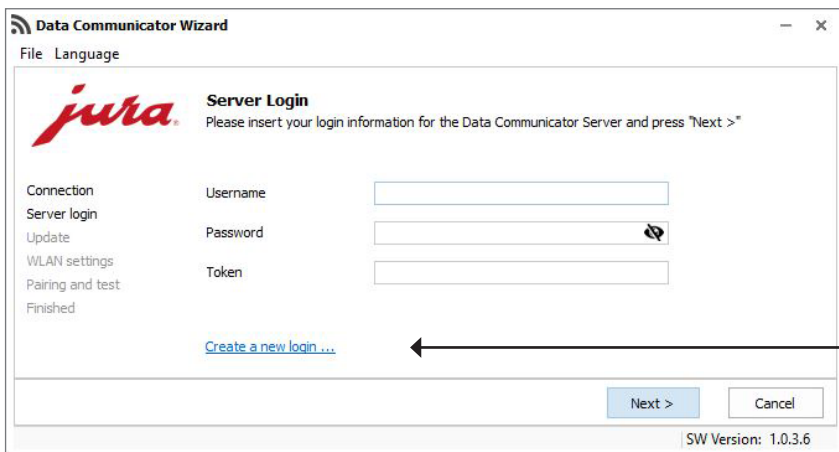 Data Communicator Wizard
File Language
jura
Server Login
Please insert your login information for the Data Communicator Server and press "Next >"
Connection
Server login
Update
WLAN settings
Pairing and test
Finished
Username
Password
Token
Create a new login ...
Next >
Cancel
SW Version: 1.0.3.6